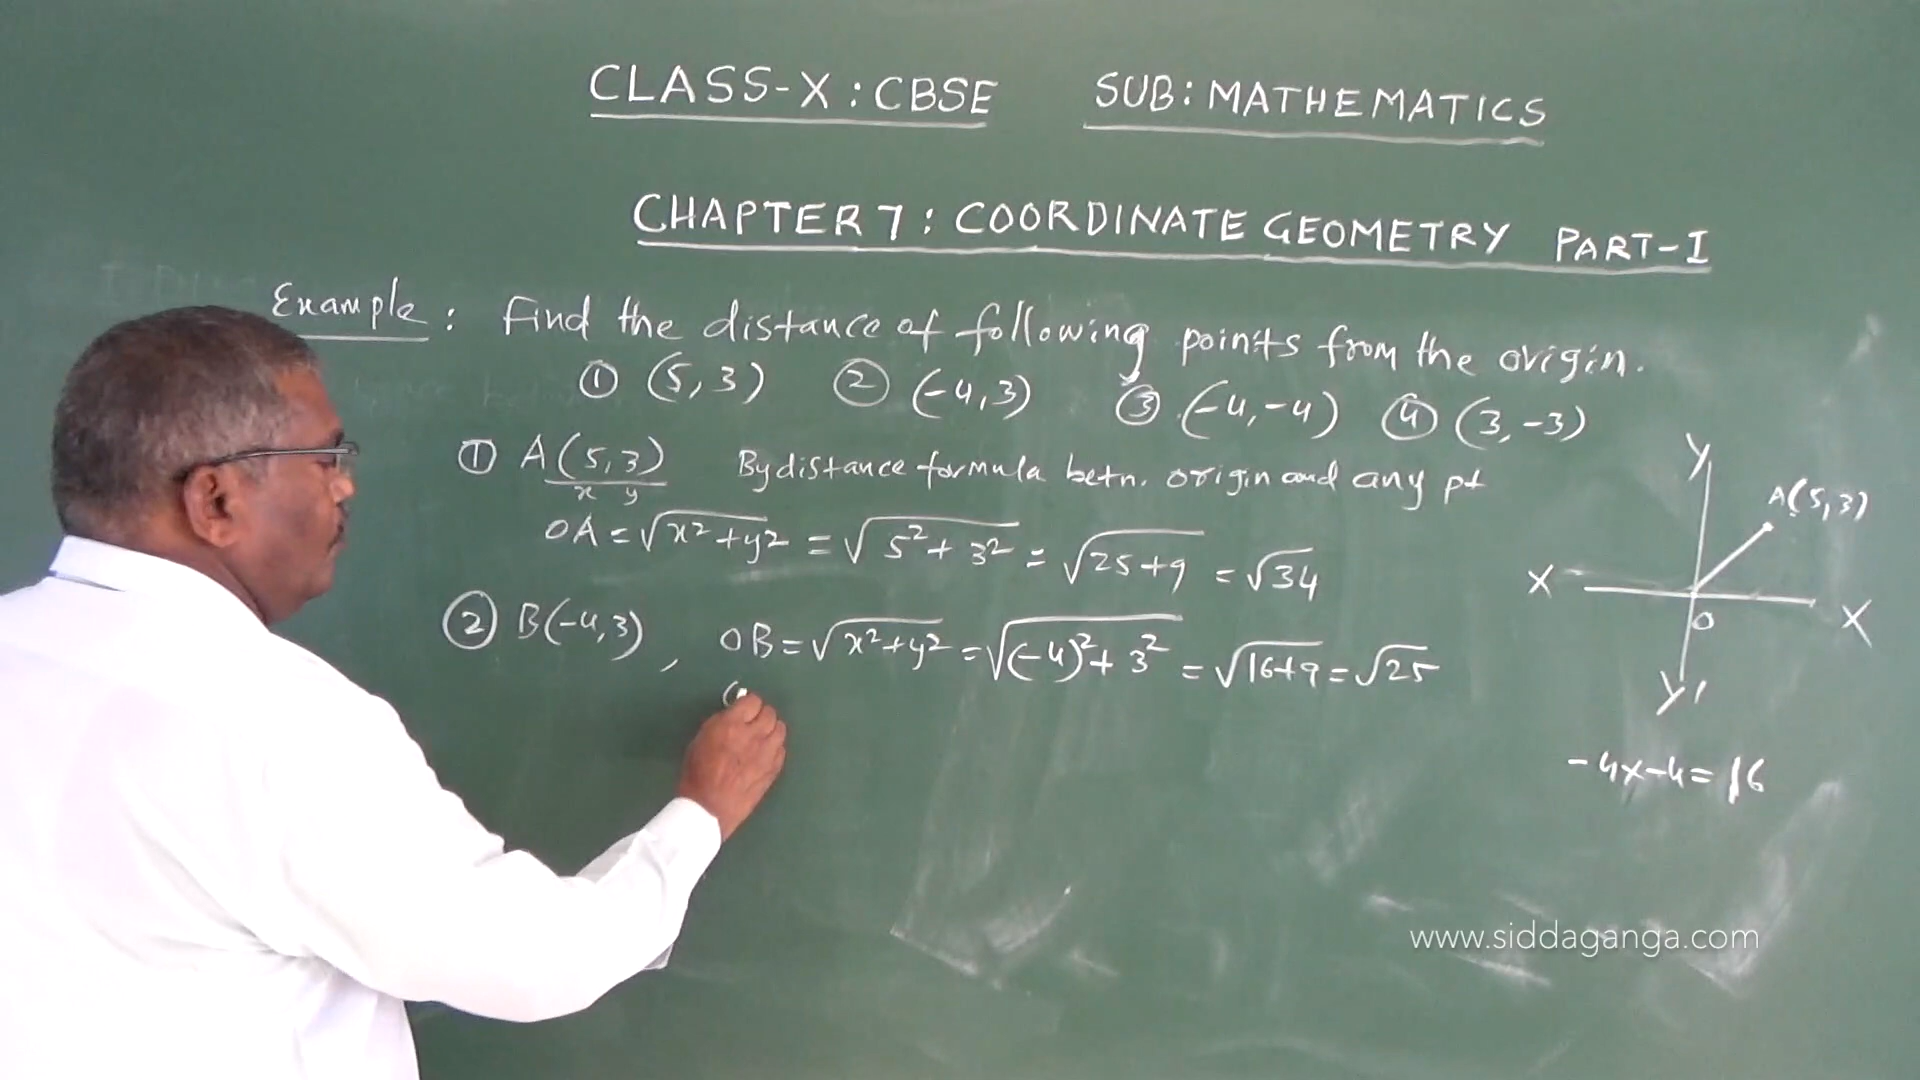 CLASS-X : CBSE SUB: MATHEMATICS
CHAPTER 7 : COORDINATE GEOMETRY PART-I
Example : Find the distance of following points from the origin.
① (5,3) ② (-4,3) ③ (-4,-4) ④ (3,-3)
① A(5,3) By distance formula betn. origin and any pt
x y
OA = √x²+y² = √5²+3² = √25+9 = √34
② B(-4,3), OB = √x²+y² = √(-4)²+3² = √16+9 = √25
Y
A(5,3)
X
O
X
Y1
-4x-4=16
www.siddaganga.com